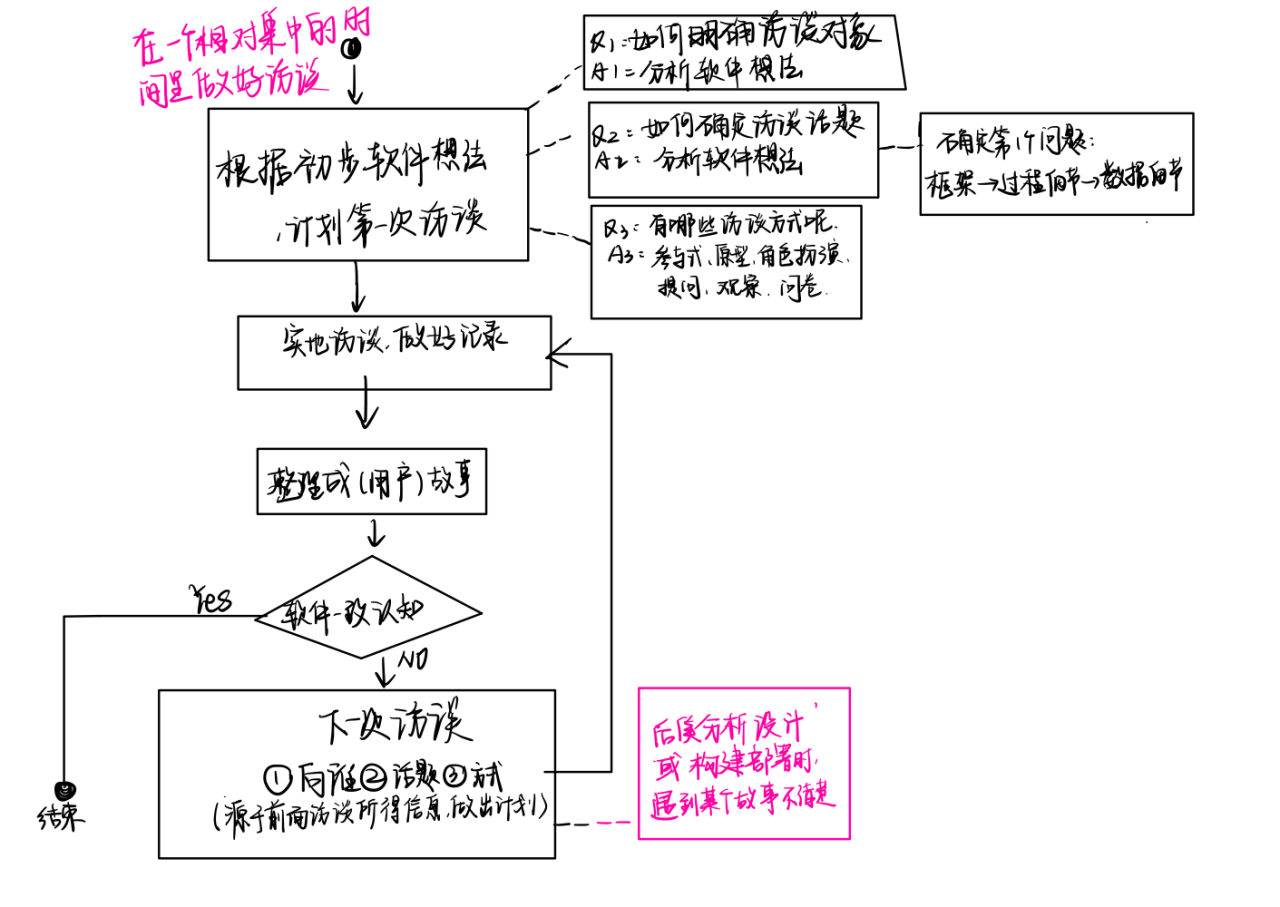 在一个相对集中的时
间里做好访谈
Q1:如何明确访谈对象
A1:分析软件想法
Q2:如何确定访谈话题
A2:分析软件想法
确定第1个问题:
框架→过程细节→数据细节
根据初步软件想法
,计划第一次访谈
Q3:有哪些访谈方式呢.
A3:参与式、原型、角色扮演、
提问、观察、问卷.
实地访谈、做好记录
整理成(用户)故事
Yes
软件一致认知
NO
下一次访谈
①向谁②话题③方式
(源于前面访谈所得信息,做出计划)
后续分析设计
或构建部署时,
遇到某个故事不清楚
结束